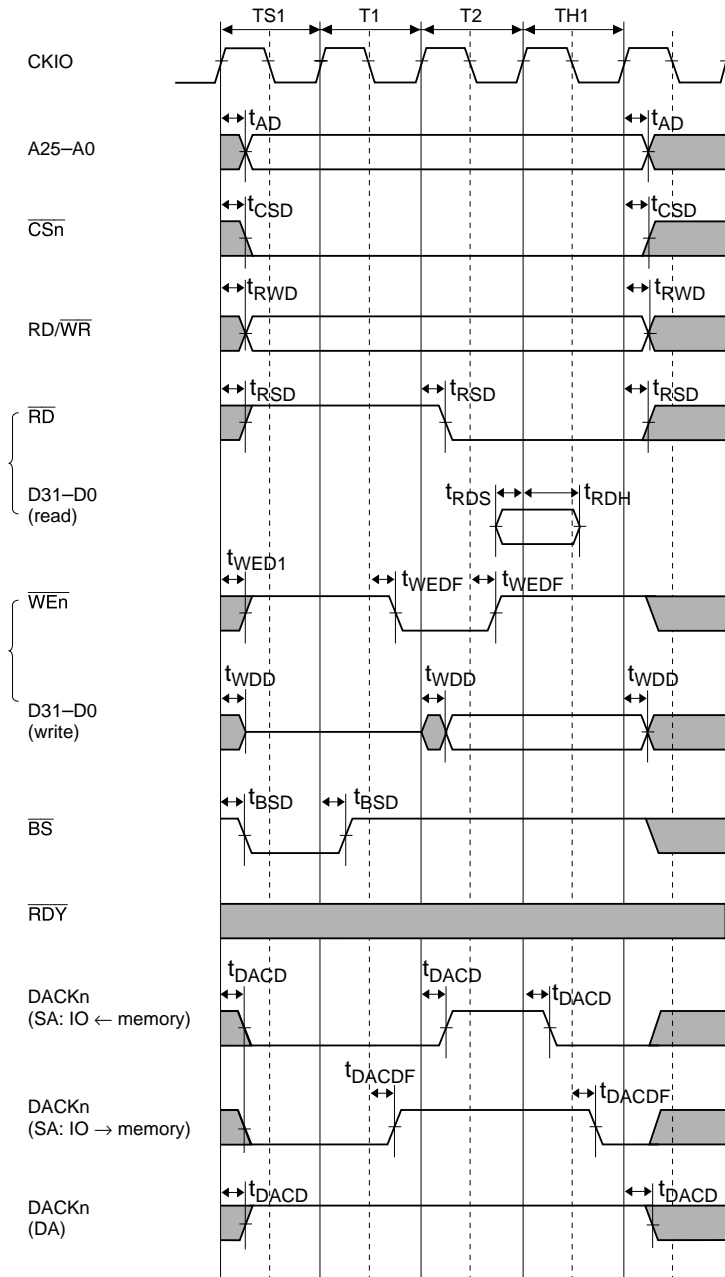 TS1 T1 T2 TH1
CKIO
tAD tAD
A25–A0
tCSD tCSD
CSn
tRWD tRWD
RD/WR
tRSD tRSD tRSD
RD
tRDS tRDH
D31–D0
(read)
tWED1 tWEDF tWEDF
WEn
tWDD tWDD tWDD
D31–D0
(write)
tBSD tBSD
BS
RDY
tDACD tDACD tDACD
DACKn
(SA: IO ← memory)
tDACDF tDACDF
DACKn
(SA: IO → memory)
tDACD tDACD
DACKn
(DA)